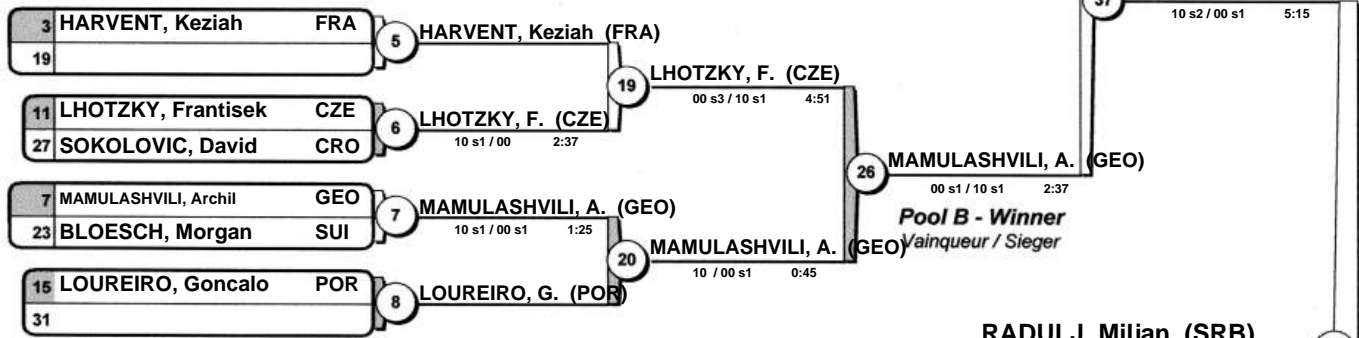 37
10 s2 / 00 s1 5:15
3 HARVENT, Keziah FRA
19
5
HARVENT, Keziah (FRA)
19
LHOTZKY, F. (CZE)
00 s3 / 10 s1 4:51
11 LHOTZKY, Frantisek CZE
27 SOKOLOVIC, David CRO
6
LHOTZKY, F. (CZE)
10 s1 / 00 2:37
26
MAMULASHVILI, A. (GEO)
00 s1 / 10 s1 2:37
Pool B - Winner
Vainqueur / Sieger
7 MAMULASHVILI, Archil GEO
23 BLOESCH, Morgan SUI
7
MAMULASHVILI, A. (GEO)
10 s1 / 00 s1 1:25
20
MAMULASHVILI, A. (GEO)
10 / 00 s1 0:45
15 LOUREIRO, Goncalo POR
31
8
LOUREIRO, G. (POR)
RADULJ, Miljan (SRB)